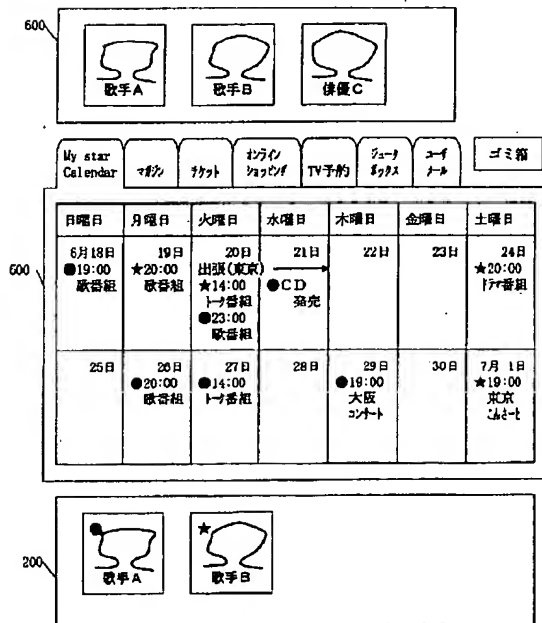 600
歌手A
歌手B
俳優C
My star
Calendar
マガジン
チケット
オンライン
ショッピング
TV予約
ジューク
ボックス
ユーザ
メール
ゴミ箱
600
日曜日
月曜日
火曜日
水曜日
木曜日
金曜日
土曜日
6月18日
●19:00
歌番組
19日
★20:00
歌番組
20日
出張(東京)
★14:00
トーク番組
●23:00
歌番組
21日
●CD
発売
22日
23日
24日
★20:00
ドラマ番組
25日
26日
●20:00
歌番組
27日
●14:00
トーク番組
28日
29日
●19:00
大阪
コンサート
30日
7月 1日
★19:00
東京
こんさーと
200
●
歌手A
★
歌手B